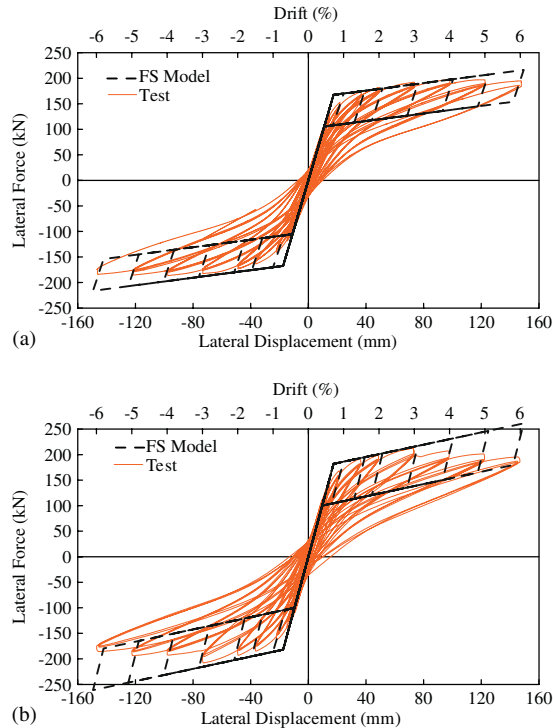 Drift (%)
-6 -5 -4 -3 -2 -1 0 1 2 3 4 5 6
250
200
150
100
50
0
-50
-100
-150
-200
-250
FS Model
Test
Lateral Force (kN)
-160 -120 -80 -40 0 40 80 120 160
(a)
Lateral Displacement (mm)
Drift (%)
-6 -5 -4 -3 -2 -1 0 1 2 3 4 5 6
250
200
150
100
50
0
-50
-100
-150
-200
-250
FS Model
Test
Lateral Force (kN)
-160 -120 -80 -40 0 40 80 120 160
(b)
Lateral Displacement (mm)